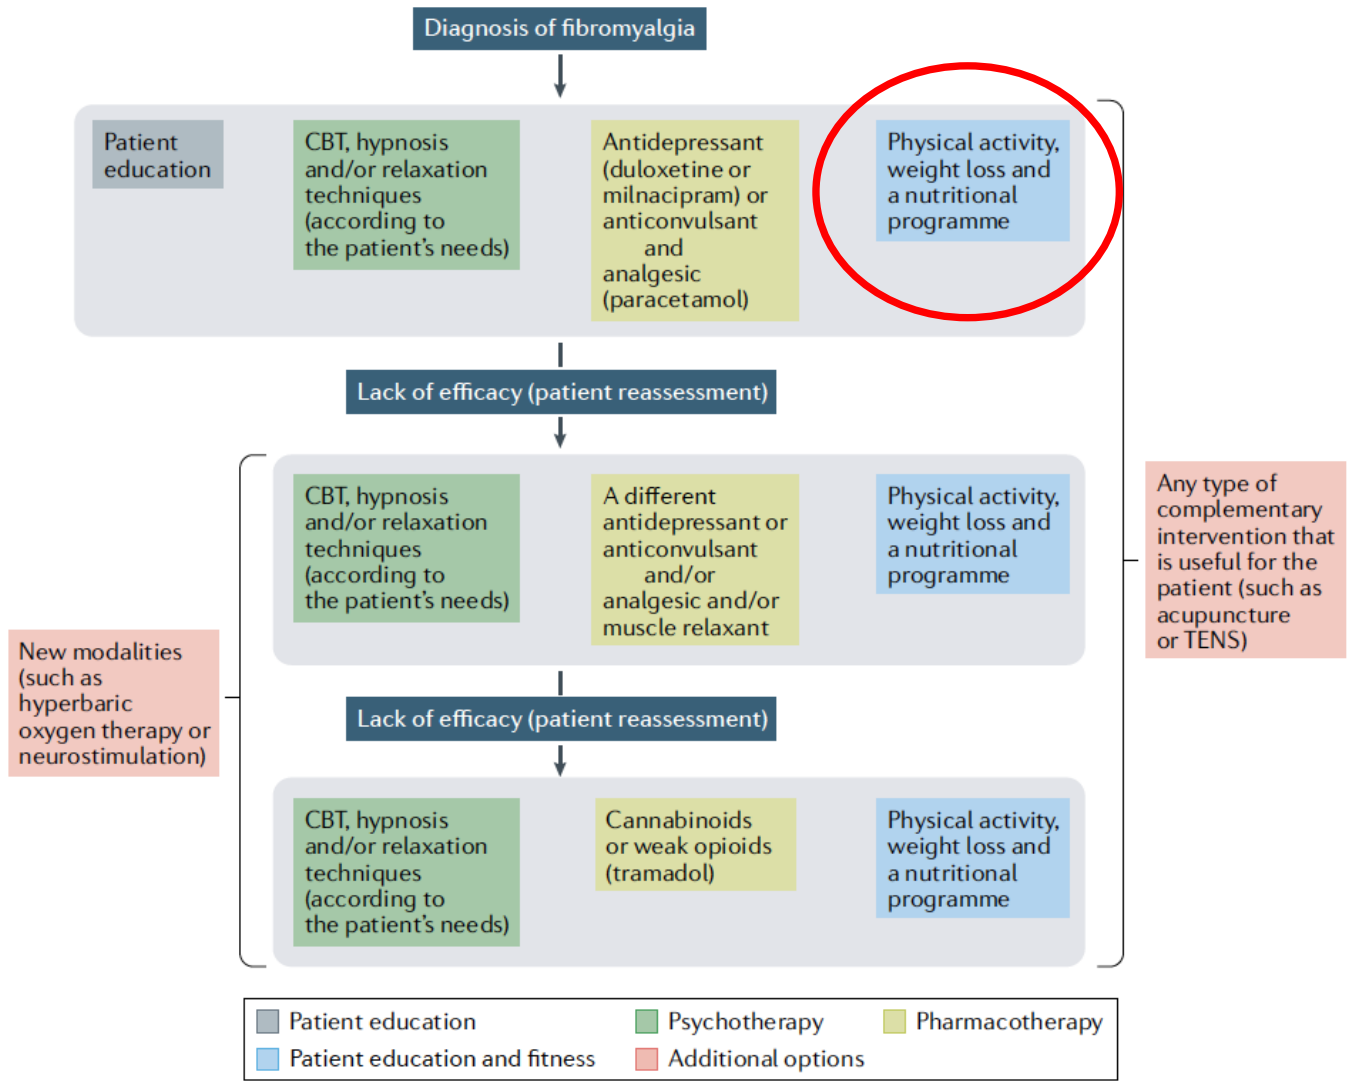 Diagnosis of fibromyalgia
Patient
education
CBT, hypnosis
and/or relaxation
techniques
(according to
the patient’s needs)
Antidepressant
(duloxetine or
milnacipram) or
anticonvulsant
and
analgesic
(paracetamol)
Physical activity,
weight loss and
a nutritional
programme
Lack of efficacy (patient reassessment)
CBT, hypnosis
and/or relaxation
techniques
(according to
the patient’s needs)
A different
antidepressant or
anticonvulsant
and/or
analgesic and/or
muscle relaxant
Physical activity,
weight loss and
a nutritional
programme
Any type of
complementary
intervention that
is useful for the
patient (such as
acupuncture
or TENS)
New modalities
(such as
hyperbaric
oxygen therapy or
neurostimulation)
Lack of efficacy (patient reassessment)
CBT, hypnosis
and/or relaxation
techniques
(according to
the patient’s needs)
Cannabinoids
or weak opioids
(tramadol)
Physical activity,
weight loss and
a nutritional
programme
Patient education
Psychotherapy
Pharmacotherapy
Patient education and fitness
Additional options